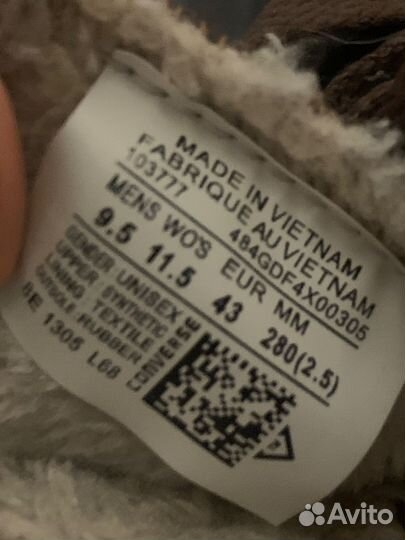 MADE IN VIETNAM
FABRIQUE AU VIETNAM
103777 484GDF4X00305
MENS WO'S EUR MM
9.5 11.5 43 280(2.5)
GENDER UNISEX
UPPER SYNTHETIC
LINING TEXTILE
OUTSOLE RUBBER
RE 1305 L68
CONVERSE
Avito